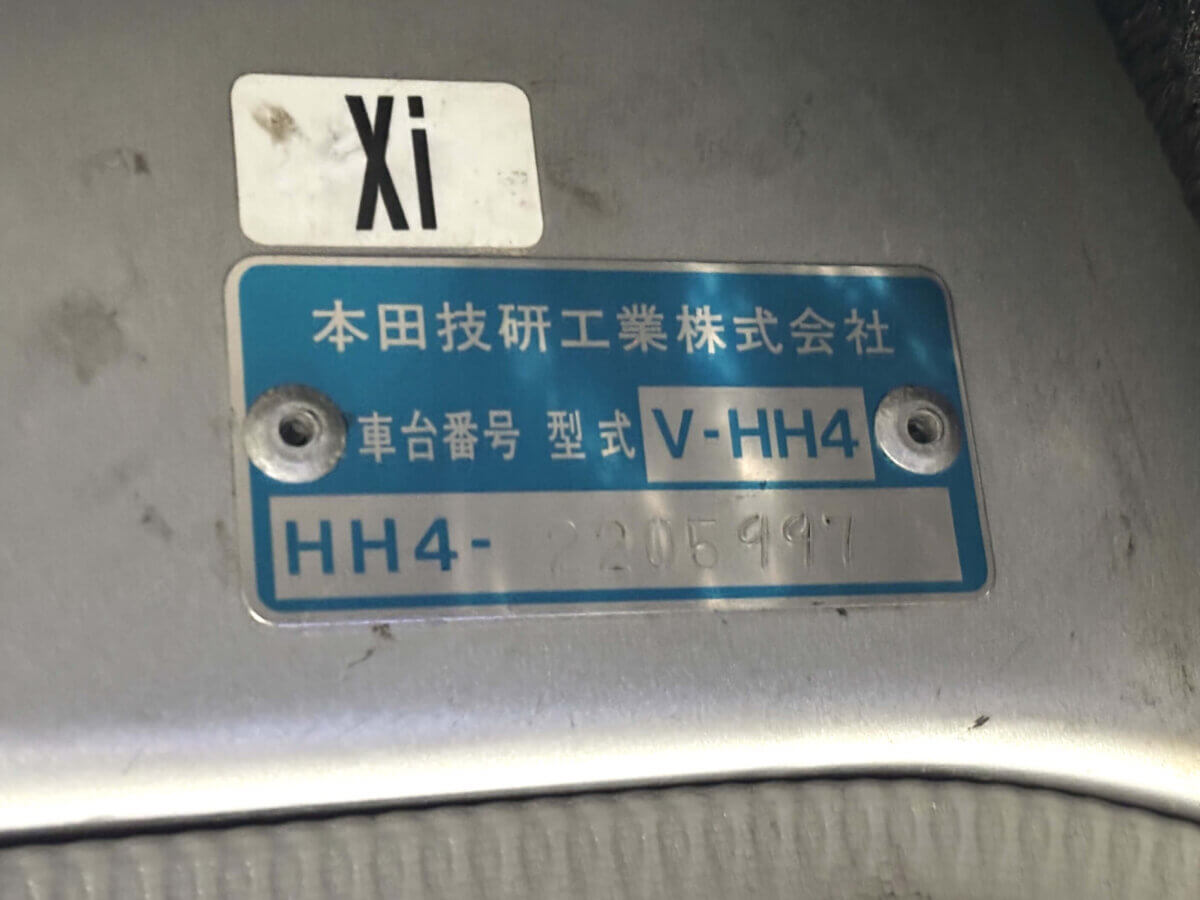 Xi
本田技研工業株式会社
車台番号 型式 V-HH4
HH4-2205997